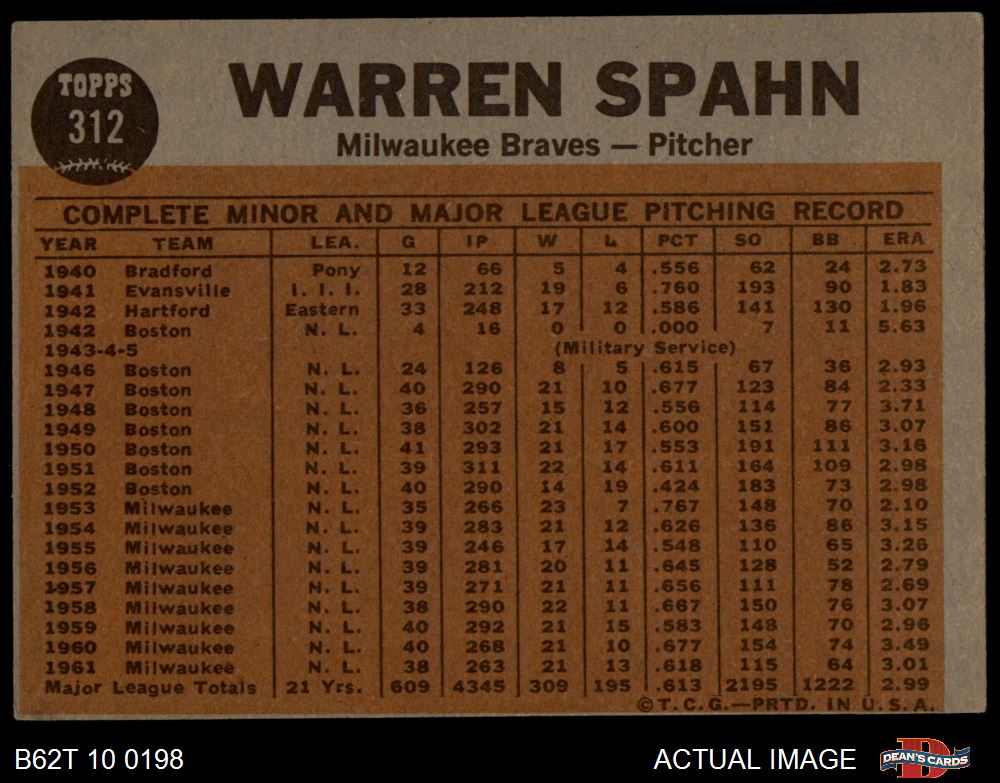 TOPPS
312
WARREN SPAHN
Milwaukee Braves — Pitcher
COMPLETE MINOR AND MAJOR LEAGUE PITCHING RECORD
YEAR TEAM LEA. G IP W L PCT SO BB ERA
1940 Bradford Pony 12 66 5 4 .556 62 24 2.73
1941 Evansville I. I. I. 28 212 19 6 .760 193 90 1.83
1942 Hartford Eastern 33 248 17 12 .586 141 130 1.96
1942 Boston N. L. 4 16 0 0 .000 7 11 5.63
1943-4-5 (Military Service)
1946 Boston N. L. 24 126 8 5 .615 67 36 2.93
1947 Boston N. L. 40 290 21 10 .677 123 84 2.33
1948 Boston N. L. 36 257 15 12 .556 114 77 3.71
1949 Boston N. L. 38 302 21 14 .600 151 86 3.07
1950 Boston N. L. 41 293 21 17 .553 191 111 3.16
1951 Boston N. L. 39 311 22 14 .611 164 109 2.98
1952 Boston N. L. 40 290 14 19 .424 183 73 2.98
1953 Milwaukee N. L. 35 266 23 7 .767 148 70 2.10
1954 Milwaukee N. L. 39 283 21 12 .626 136 86 3.15
1955 Milwaukee N. L. 39 246 17 14 .548 110 65 3.26
1956 Milwaukee N. L. 39 281 20 11 .645 128 52 2.79
1957 Milwaukee N. L. 39 271 21 11 .656 111 78 2.69
1958 Milwaukee N. L. 38 290 22 11 .667 150 76 3.07
1959 Milwaukee N. L. 40 292 21 15 .583 148 70 2.96
1960 Milwaukee N. L. 40 268 21 10 .677 154 74 3.49
1961 Milwaukee N. L. 38 263 21 13 .618 115 64 3.01
Major League Totals 21 Yrs. 609 4345 309 195 .613 2195 1222 2.99
© T. C. G.—PRTD. IN U. S. A.
B62T 10 0198 ACTUAL IMAGE DEAN'S CARDS